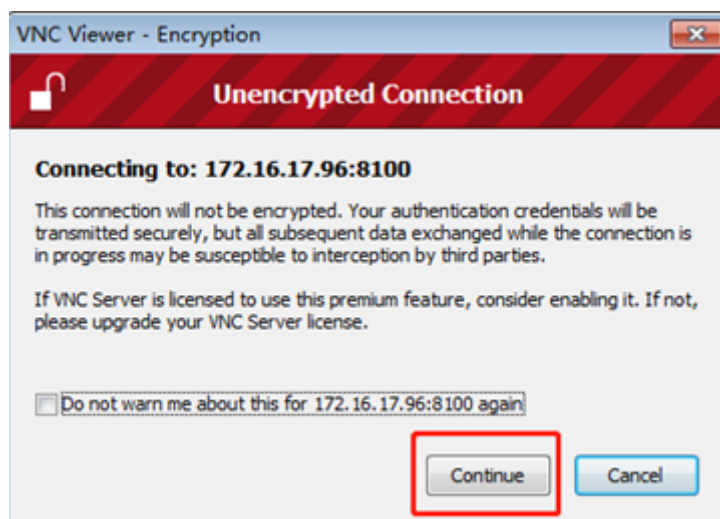 VNC Viewer - Encryption
Unencrypted Connection
Connecting to: 172.16.17.96:8100
This connection will not be encrypted. Your authentication credentials will be
transmitted securely, but all subsequent data exchanged while the connection is
in progress may be susceptible to interception by third parties.
If VNC Server is licensed to use this premium feature, consider enabling it. If not,
please upgrade your VNC Server license.
Do not warn me about this for 172.16.17.96:8100 again
Continue
Cancel